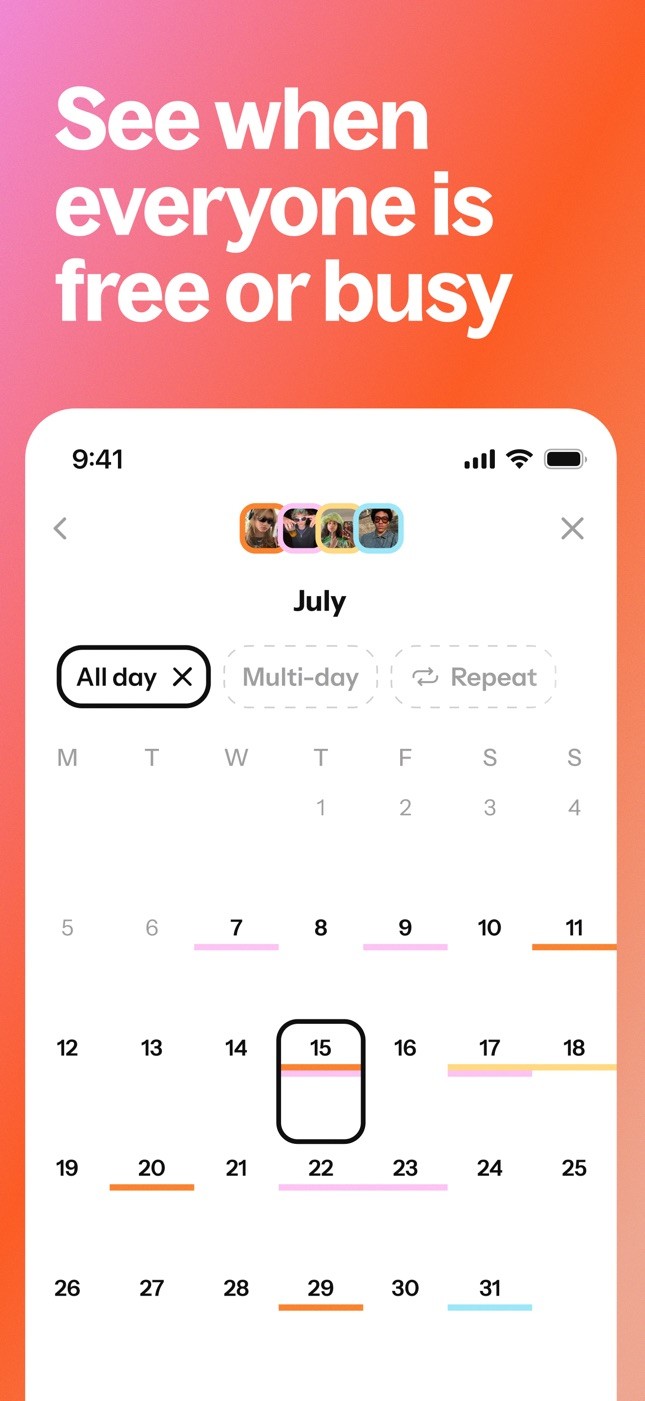 See when
everyone is
free or busy
9:41
July
All day
Multi-day
Repeat
M T W T F S S
1 2 3 4
5 6 7 8 9 10 11
12 13 14 15 16 17 18
19 20 21 22 23 24 25
26 27 28 29 30 31